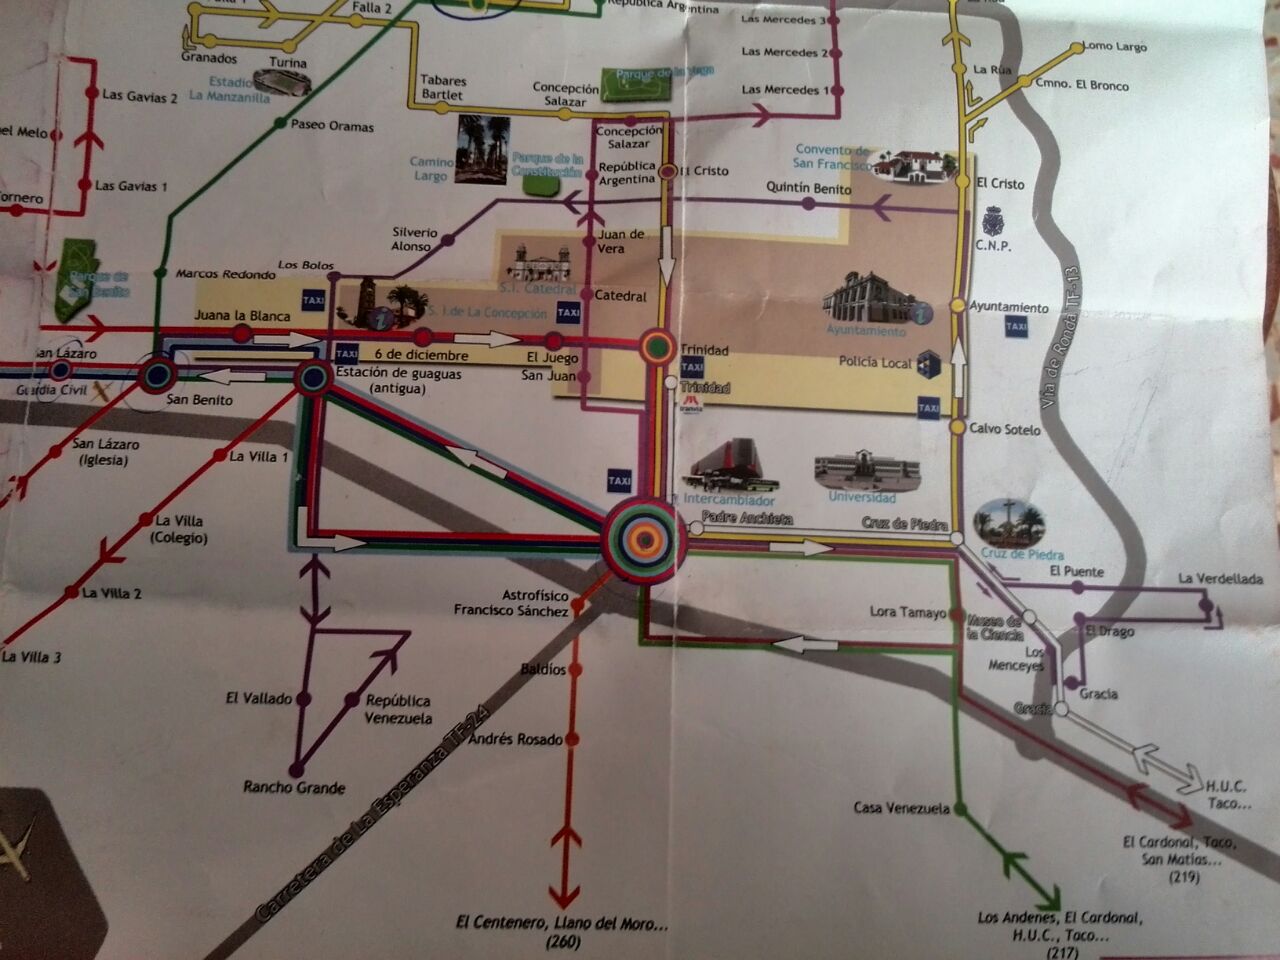 Falla 2
República Argentina
Las Mercedes 3
La Rúa
Granados
Turina
Estadio
La Manzanilla
Tabares
Bartlet
Concepción
Salazar
Parque de la Vega
Las Mercedes 2
Las Mercedes 1
Lomo Largo
La Rúa
Cmno. El Bronco
Las Gavias 2
Paseo Oramas
Concepción
Salazar
Las Gavias 1
Camino
Largo
Parque de la
Constitución
República
Argentina
El Cristo
Convento de
San Francisco
Quintín Benito
El Cristo
C.N.P.
Silverio
Alonso
Juan de
Vera
Parque de
San Benito
Marcos Redondo
Los Bolos
S.I. Catedral
Catedral
TAXI
S. I. de La Concepción
TAXI
Ayuntamiento
Ayuntamiento
TAXI
Vía de Ronda TF-13
Juana la Blanca
San Lázaro
Guardia Civil
TAXI
6 de diciembre
El Juego
San Juan
Trinidad
TAXI
Trinidad
tranvía
Policía Local
TAXI
San Benito
Estación de guaguas
(antigua)
Calvo Sotelo
San Lázaro
(Iglesia)
La Villa 1
TAXI
Intercambiador
Universidad
La Villa
(Colegio)
Padre Anchieta
Cruz de Piedra
Cruz de Piedra
La Villa 2
Astrofísico
Francisco Sánchez
El Puente
La Verdellada
Lora Tamayo
Museo de
la Ciencia
El Drago
La Villa 3
Baldíos
Los
Menceyes
Gracia
Gracia
El Vallado
República
Venezuela
Andrés Rosado
Rancho Grande
Carretera de La Esperanza TF-24
Casa Venezuela
H.U.C.
Taco...
El Cardonal, Taco,
San Matías...
(219)
El Centenero, Llano del Moro...
(260)
Los Andenes, El Cardonal,
H.U.C., Taco...
(217)